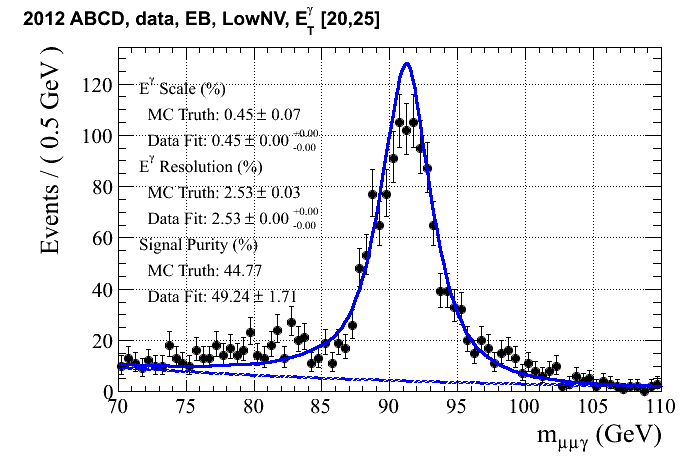 2012 ABCD, data, EB, LowNV, E_T^γ [20,25]
Events / ( 0.5 GeV )
120
100
80
60
40
20
0
E^γ Scale (%)
MC Truth: 0.45 ± 0.07
Data Fit: 0.45 ± 0.00 +0.00 -0.00
E^γ Resolution (%)
MC Truth: 2.53 ± 0.03
Data Fit: 2.53 ± 0.00 +0.00 -0.00
Signal Purity (%)
MC Truth: 44.77
Data Fit: 49.24 ± 1.71
70 75 80 85 90 95 100 105 110
m_μμγ (GeV)